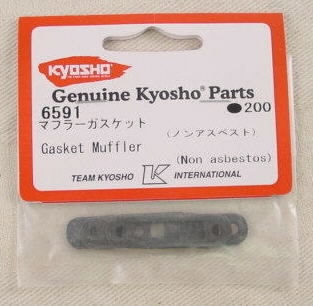 KYOSHO
Genuine Kyosho® Parts
6591 ●200
マフラーガスケット (ノンアスベスト)
Gasket Muffler (Non asbestos)
TEAM KYOSHO K INTERNATIONAL